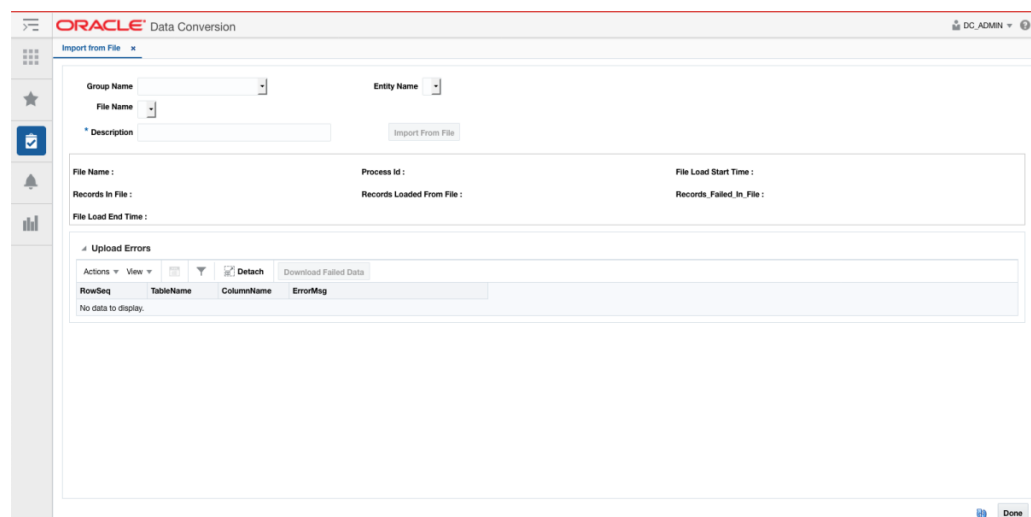 ORACLE Data Conversion DC_ADMIN
Import from File x
Group Name Entity Name
File Name
* Description Import From File
File Name : Process Id : File Load Start Time :
Records In File : Records Loaded From File : Records_Failed_In_File :
File Load End Time :
Upload Errors
Actions View Detach Download Failed Data
RowSeq TableName ColumnName ErrorMsg
No data to display.
Done